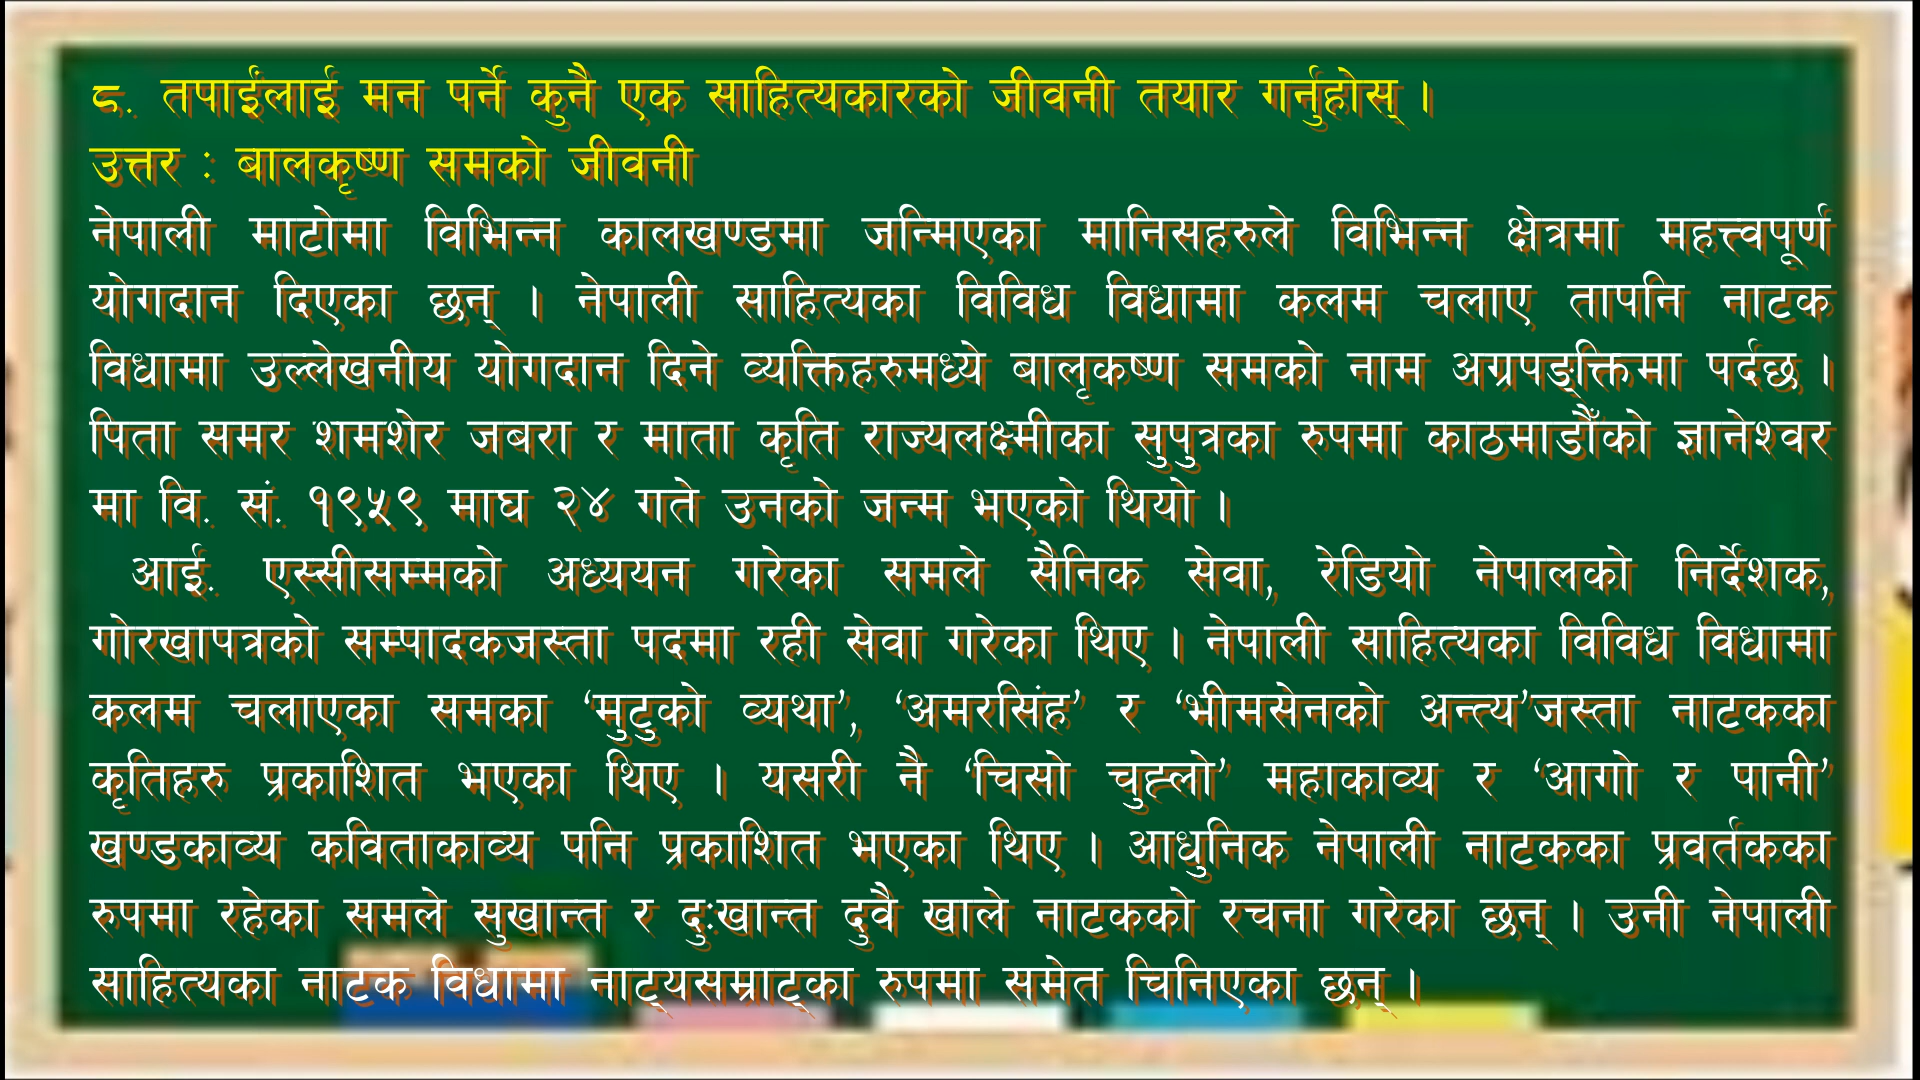 ८. तपाईंलाई मन पर्ने कुनै एक साहित्यकारको जीवनी तयार गर्नुहोस् ।
उत्तर : बालकृष्ण समको जीवनी
नेपाली माटोमा विभिन्न कालखण्डमा जन्मिएका मानिसहरुले विभिन्न क्षेत्रमा महत्त्वपूर्ण
योगदान दिएका छन् । नेपाली साहित्यका विविध विधामा कलम चलाए तापनि नाटक
विधामा उल्लेखनीय योगदान दिने व्यक्तिहरुमध्ये बालृकष्ण समको नाम अग्रपङ्क्तिमा पर्दछ ।
पिता समर शमशेर जबरा र माता कृति राज्यलक्ष्मीका सुपुत्रका रुपमा काठमाडौँको ज्ञानेश्वर
मा वि. सं. १९५९ माघ २४ गते उनको जन्म भएको थियो ।
आई. एस्सीसम्मको अध्ययन गरेका समले सैनिक सेवा, रेडियो नेपालको निर्देशक,
गोरखापत्रको सम्पादकजस्ता पदमा रही सेवा गरेका थिए । नेपाली साहित्यका विविध विधामा
कलम चलाएका समका ‘मुटुको व्यथा’, ‘अमरसिंह’ र ‘भीमसेनको अन्त्य’जस्ता नाटकका
कृतिहरु प्रकाशित भएका थिए । यसरी नै ‘चिसो चुह्लो’ महाकाव्य र ‘आगो र पानी’
खण्डकाव्य कविताकाव्य पनि प्रकाशित भएका थिए । आधुनिक नेपाली नाटकका प्रवर्तकका
रुपमा रहेका समले सुखान्त र दुःखान्त दुवै खाले नाटकको रचना गरेका छन् । उनी नेपाली
साहित्यका नाटक विधामा नाट्यसम्राट्का रुपमा समेत चिनिएका छन् ।